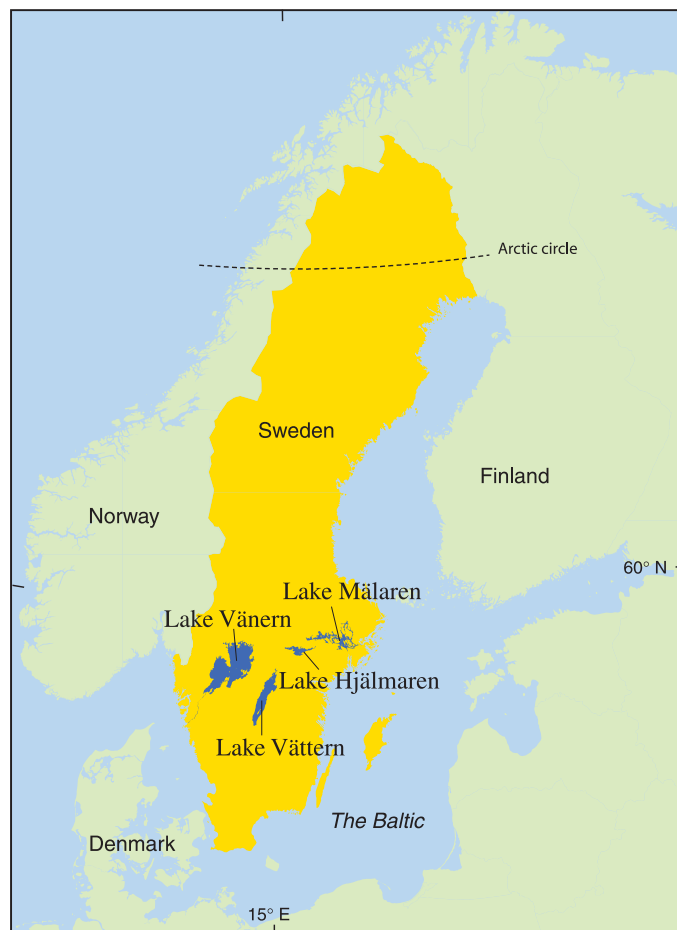 Arctic circle
Sweden
Finland
Norway
60° N
Lake Mälaren
Lake Vänern
Lake Hjälmaren
Lake Vättern
The Baltic
Denmark
15° E